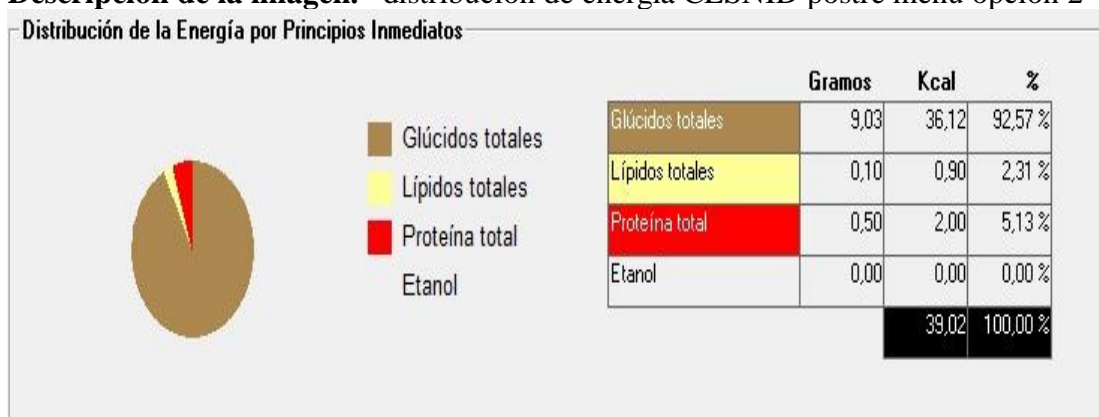 Descripción de la imagen. distribución de energía CESNID postre menú opción 2
Distribución de la Energía por Principios Inmediatos
Gramos Kcal %
Glúcidos totales
Lípidos totales
Proteína total
Etanol
Glúcidos totales 9,03 36,12 92,57 %
Lípidos totales 0,10 0,90 2,31 %
Proteína total 0,50 2,00 5,13 %
Etanol 0,00 0,00 0,00 %
39,02 100,00 %